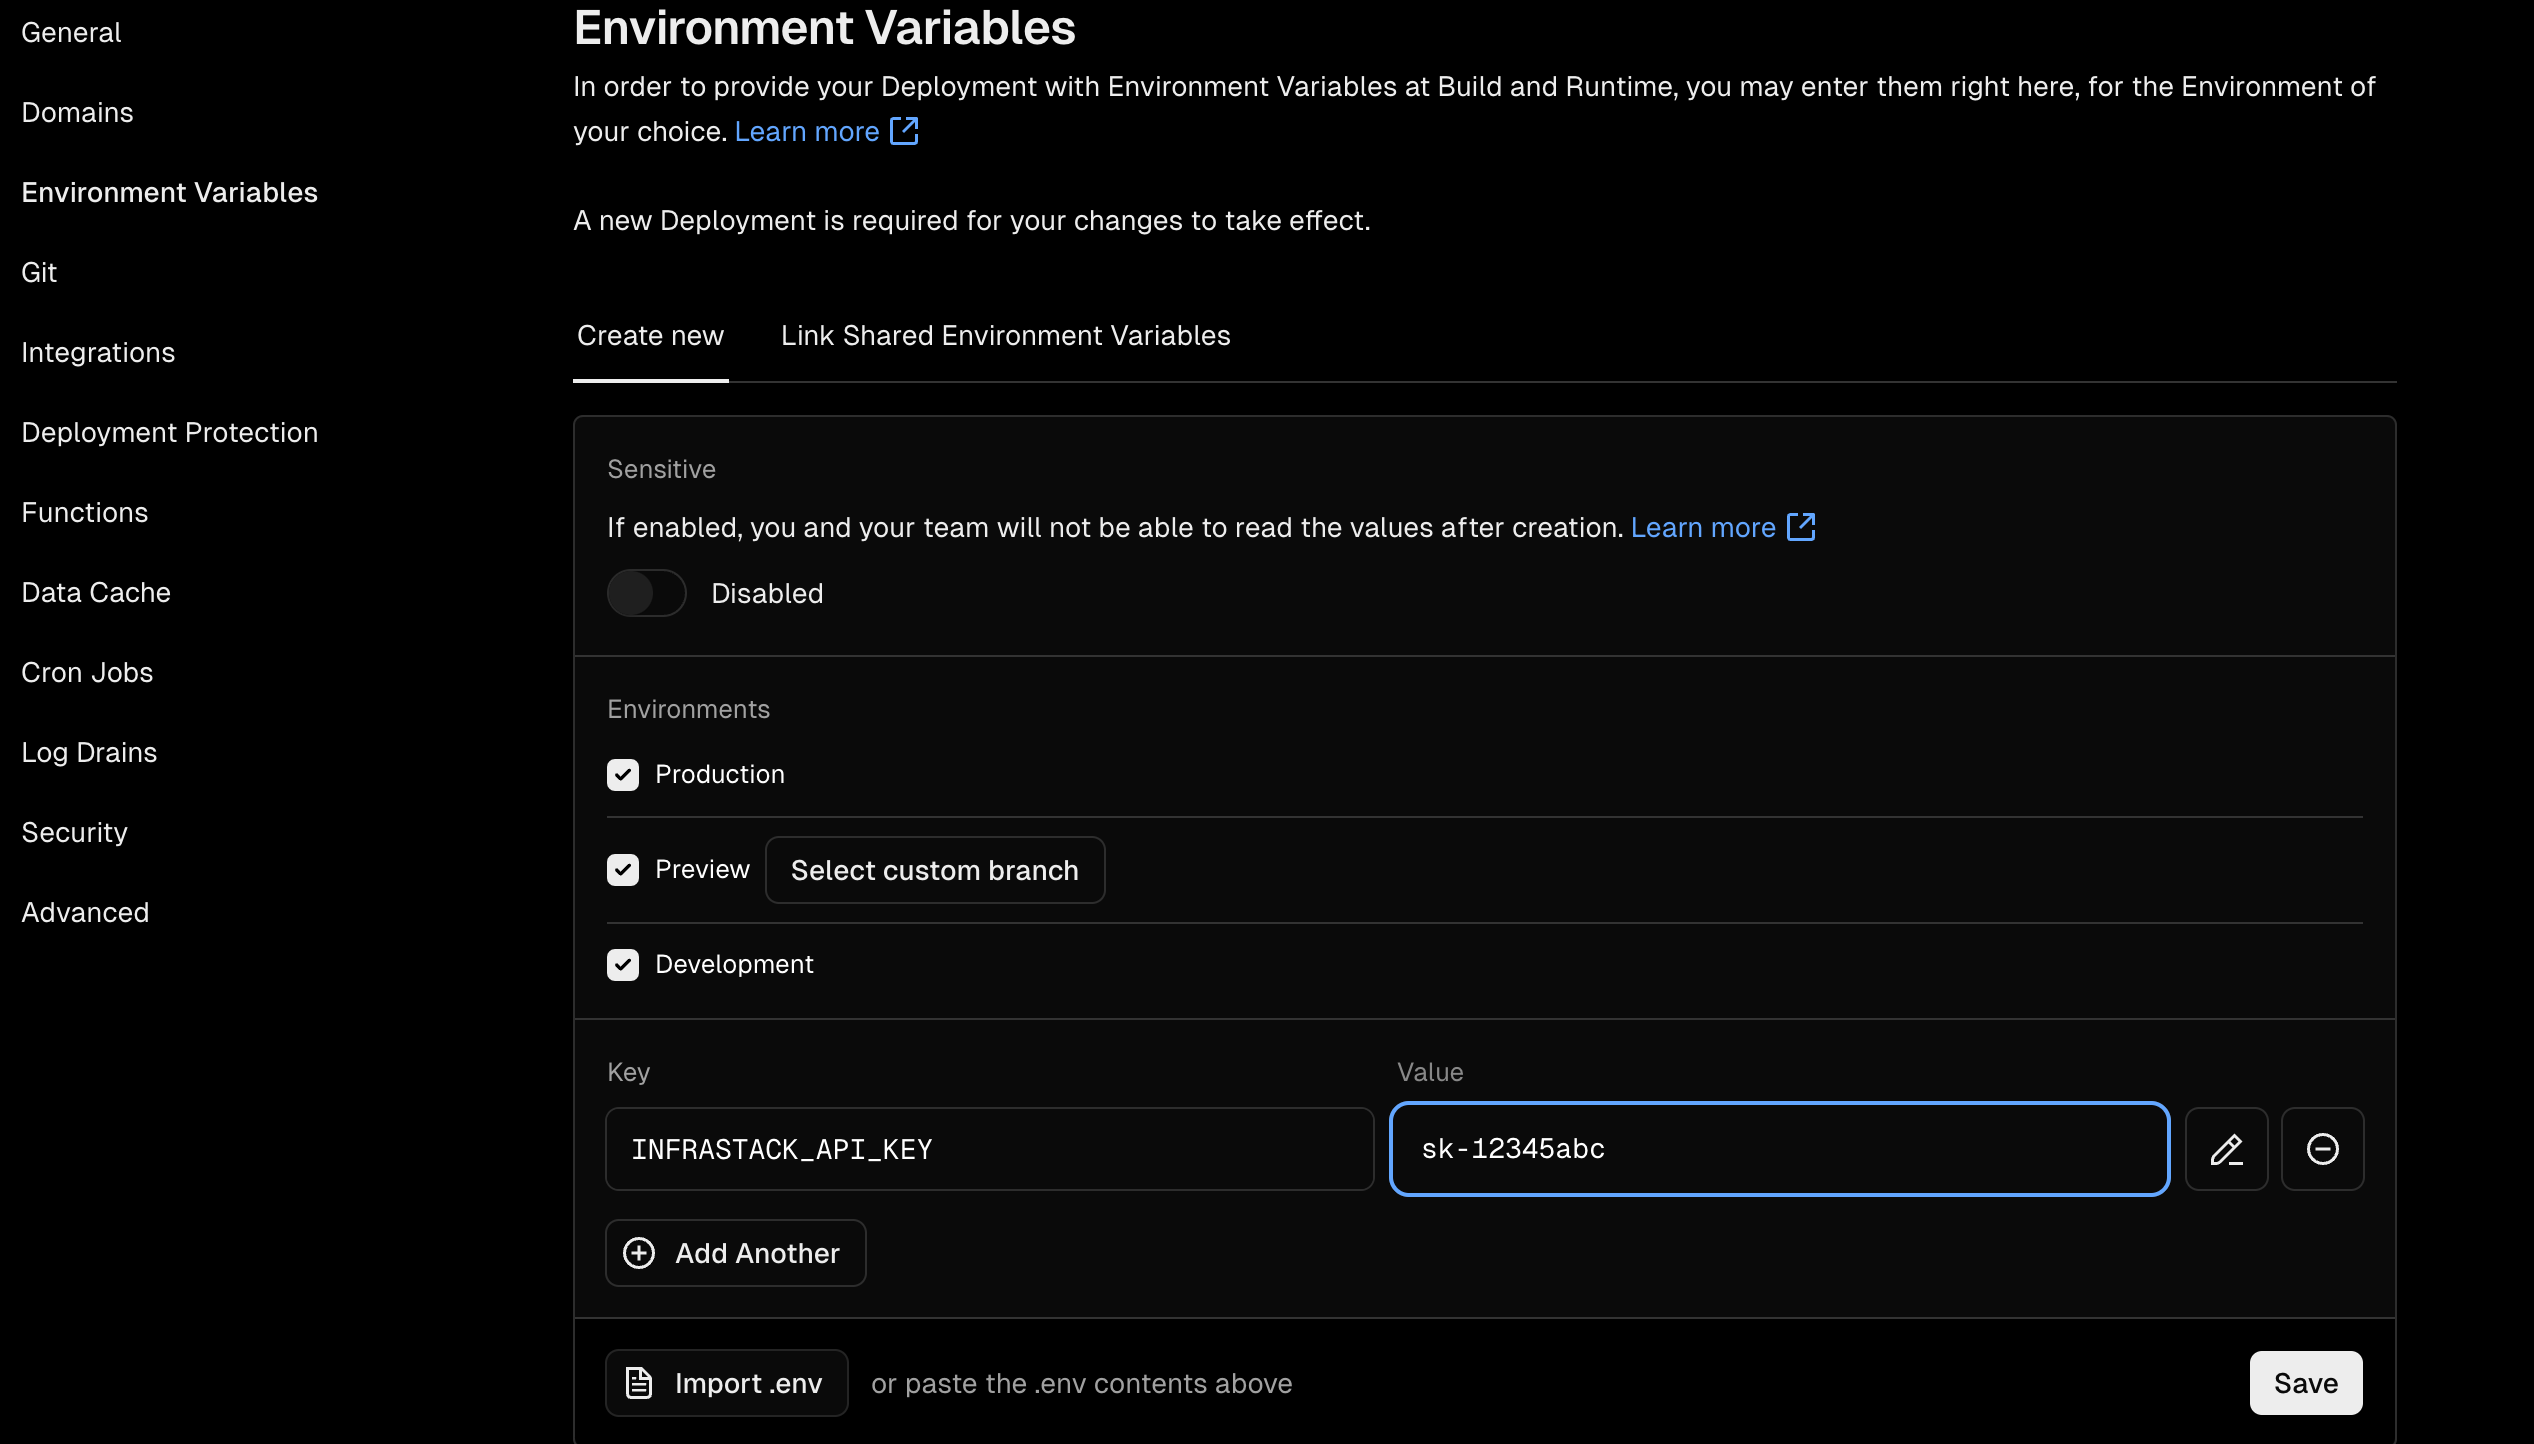 General
Domains
Environment Variables
Git
Integrations
Deployment Protection
Functions
Data Cache
Cron Jobs
Log Drains
Security
Advanced
Environment Variables
In order to provide your Deployment with Environment Variables at Build and Runtime, you may enter them right here, for the Environment of
your choice. Learn more
A new Deployment is required for your changes to take effect.
Create new Link Shared Environment Variables
Sensitive
If enabled, you and your team will not be able to read the values after creation. Learn more
Disabled
Environments
Production
Preview Select custom branch
Development
Key Value
INFRASTACK_API_KEY sk-12345abc
Add Another
Import .env or paste the .env contents above Save